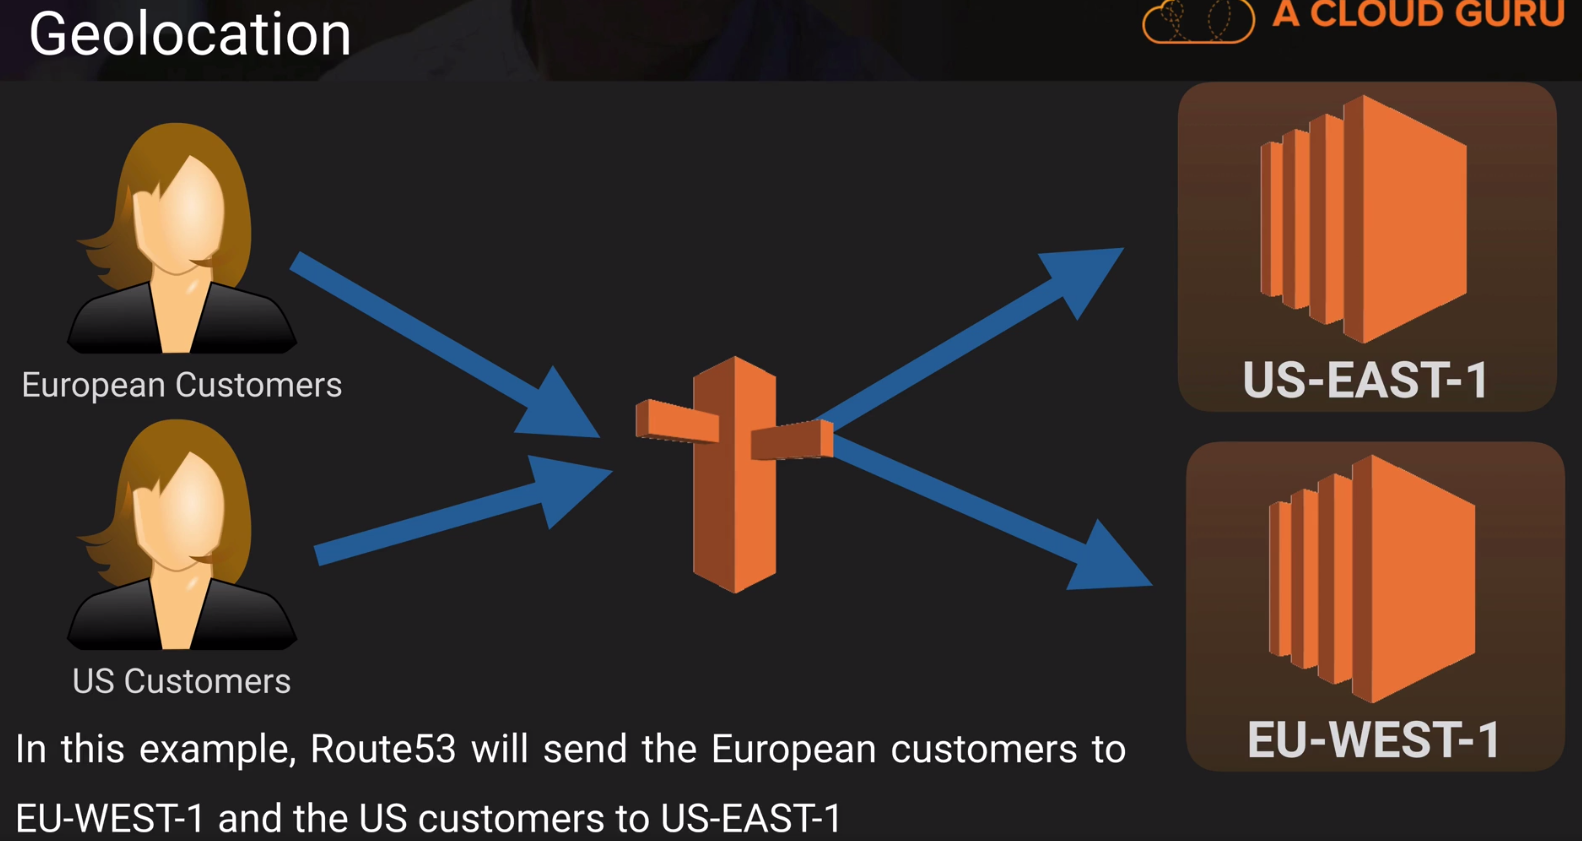 Geolocation
A CLOUD GURU
European Customers
US-EAST-1
US Customers
EU-WEST-1
In this example, Route53 will send the European customers to
EU-WEST-1 and the US customers to US-EAST-1